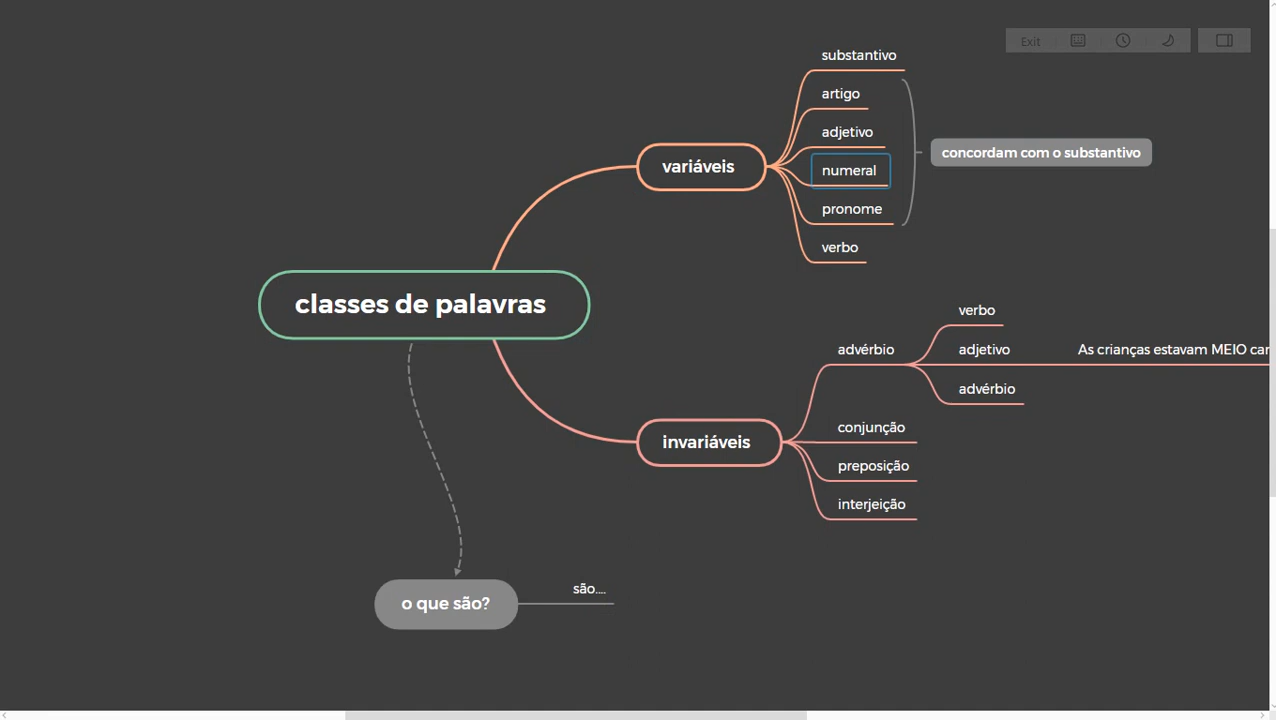 Exit
substantivo
artigo
adjetivo
numeral
pronome
verbo
concordam com o substantivo
variáveis
classes de palavras
invariáveis
advérbio
verbo
adjetivo
As crianças estavam MEIO
advérbio
conjunção
preposição
interjeição
o que são?
são....